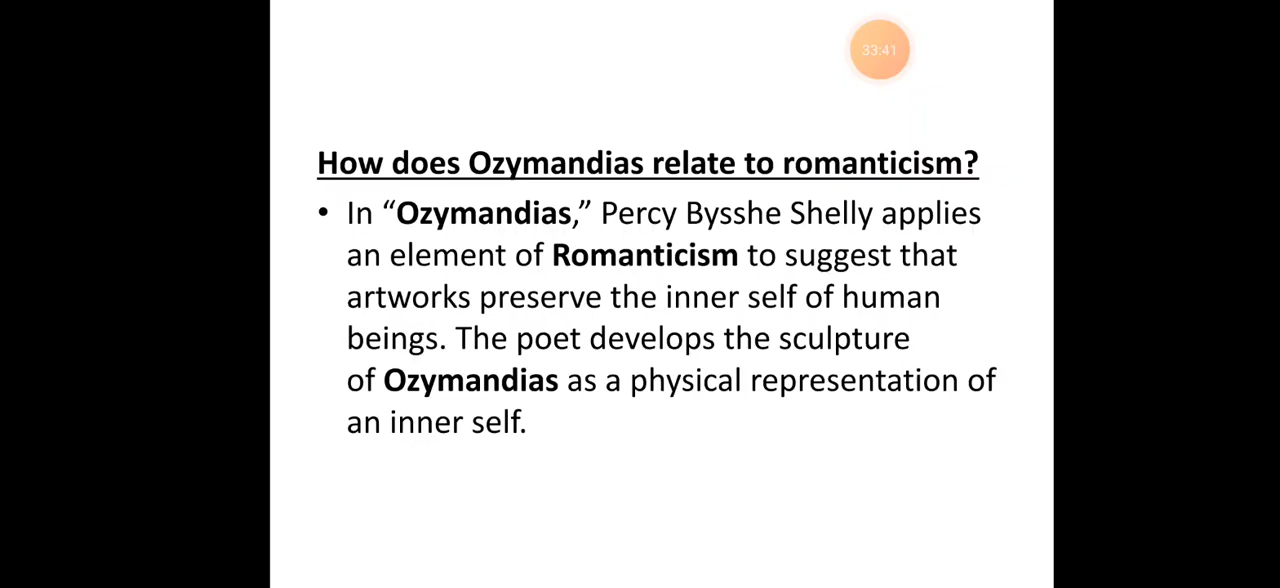 33:41
How does Ozymandias relate to romanticism?
• In “Ozymandias,” Percy Bysshe Shelly applies
an element of Romanticism to suggest that
artworks preserve the inner self of human
beings. The poet develops the sculpture
of Ozymandias as a physical representation of
an inner self.